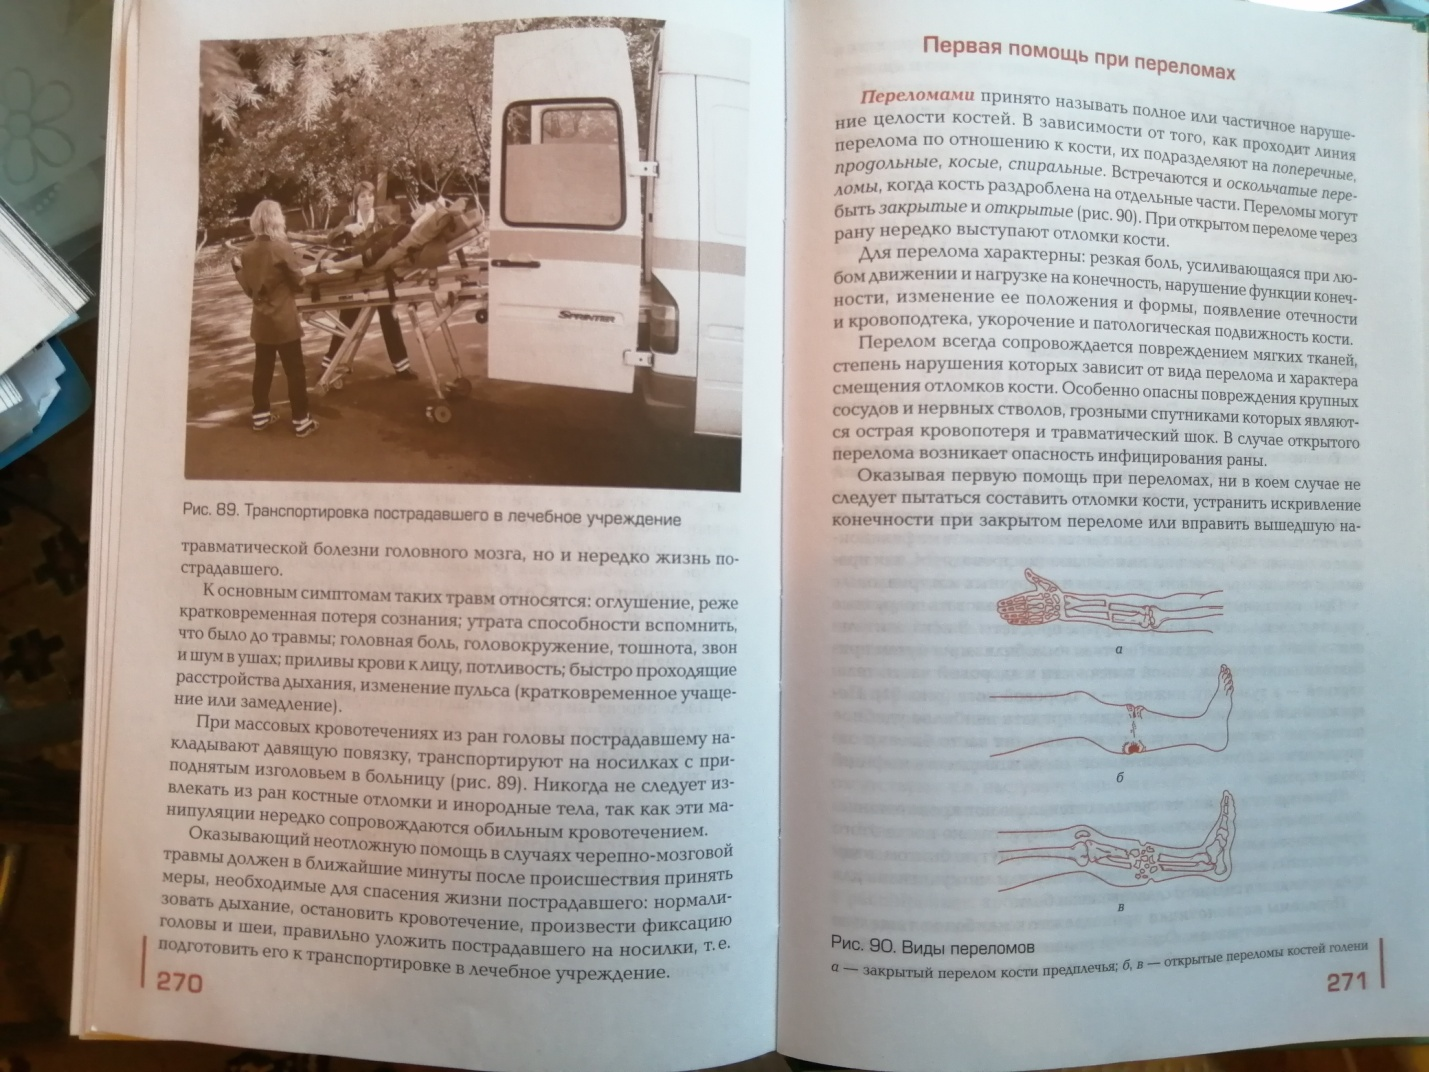 SPRINTER
Рис. 89. Транспортировка пострадавшего в лечебное учреждение
травматической болезни головного мозга, но и нередко жизнь по-
страдавшего.
К основным симптомам таких травм относятся: оглушение, реже
кратковременная потеря сознания; утрата способности вспомнить,
что было до травмы; головная боль, головокружение, тошнота, звон
и шум в ушах; приливы крови к лицу, потливость; быстро проходящие
расстройства дыхания, изменение пульса (кратковременное учаще-
ние или замедление).
При массовых кровотечениях из ран головы пострадавшему на-
кладывают давящую повязку, транспортируют на носилках с при-
поднятым изголовьем в больницу (рис. 89). Никогда не следует из-
влекать из ран костные отломки и инородные тела, так как эти ма-
нипуляции нередко сопровождаются обильным кровотечением.
Оказывающий неотложную помощь в случаях черепно-мозговой
травмы должен в ближайшие минуты после происшествия принять
меры, необходимые для спасения жизни пострадавшего: нормали-
зовать дыхание, остановить кровотечение, произвести фиксацию
головы и шеи, правильно уложить пострадавшего на носилки, т. е.
подготовить его к транспортировке в лечебное учреждение.
270
Первая помощь при переломах
Переломами принято называть полное или частичное наруше-
ние целости костей. В зависимости от того, как проходит линия
перелома по отношению к кости, их подразделяют на поперечные,
продольные, косые, спиральные. Встречаются и оскольчатые пере-
ломы, когда кость раздроблена на отдельные части. Переломы могут
быть закрытые и открытые (рис. 90). При открытом переломе через
рану нередко выступают отломки кости.
Для перелома характерны: резкая боль, усиливающаяся при лю-
бом движении и нагрузке на конечность, нарушение функции конеч-
ности, изменение ее положения и формы, появление отечности
и кровоподтека, укорочение и патологическая подвижность кости.
Перелом всегда сопровождается повреждением мягких тканей,
степень нарушения которых зависит от вида перелома и характера
смещения отломков кости. Особенно опасны повреждения крупных
сосудов и нервных стволов, грозными спутниками которых являют-
ся острая кровопотеря и травматический шок. В случае открытого
перелома возникает опасность инфицирования раны.
Оказывая первую помощь при переломах, ни в коем случае не
следует пытаться составить отломки кости, устранить искривление
конечности при закрытом переломе или вправить вышедшую на-
а
б
в
Рис. 90. Виды переломов
а — закрытый перелом кости предплечья; б, в — открытые переломы костей голени
271